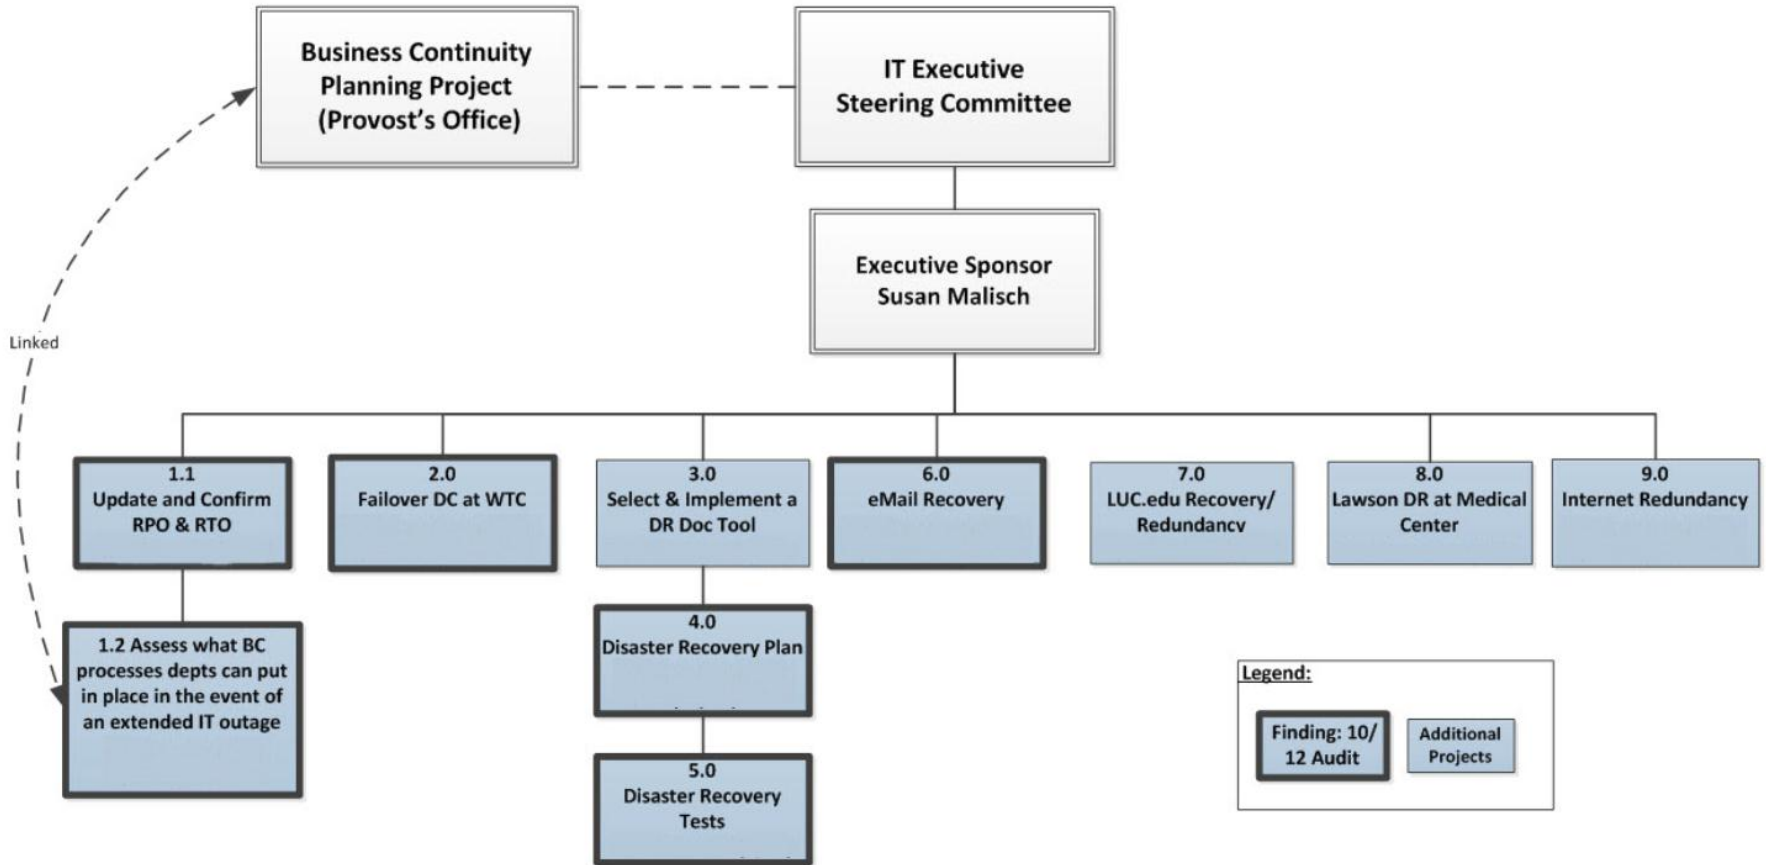 Business Continuity
Planning Project
(Provost's Office)
IT Executive
Steering Committee
Executive Sponsor
Susan Malisch
Linked
1.1
Update and Confirm
RPO & RTO
2.0
Failover DC at WTC
3.0
Select & Implement a
DR Doc Tool
6.0
eMail Recovery
7.0
LUC.edu Recovery/
Redundancy
8.0
Lawson DR at Medical
Center
9.0
Internet Redundancy
1.2 Assess what BC
processes depts can put
in place in the event of
an extended IT outage
4.0
Disaster Recovery Plan
5.0
Disaster Recovery
Tests
Legend:
Finding: 10/
12 Audit
Additional
Projects